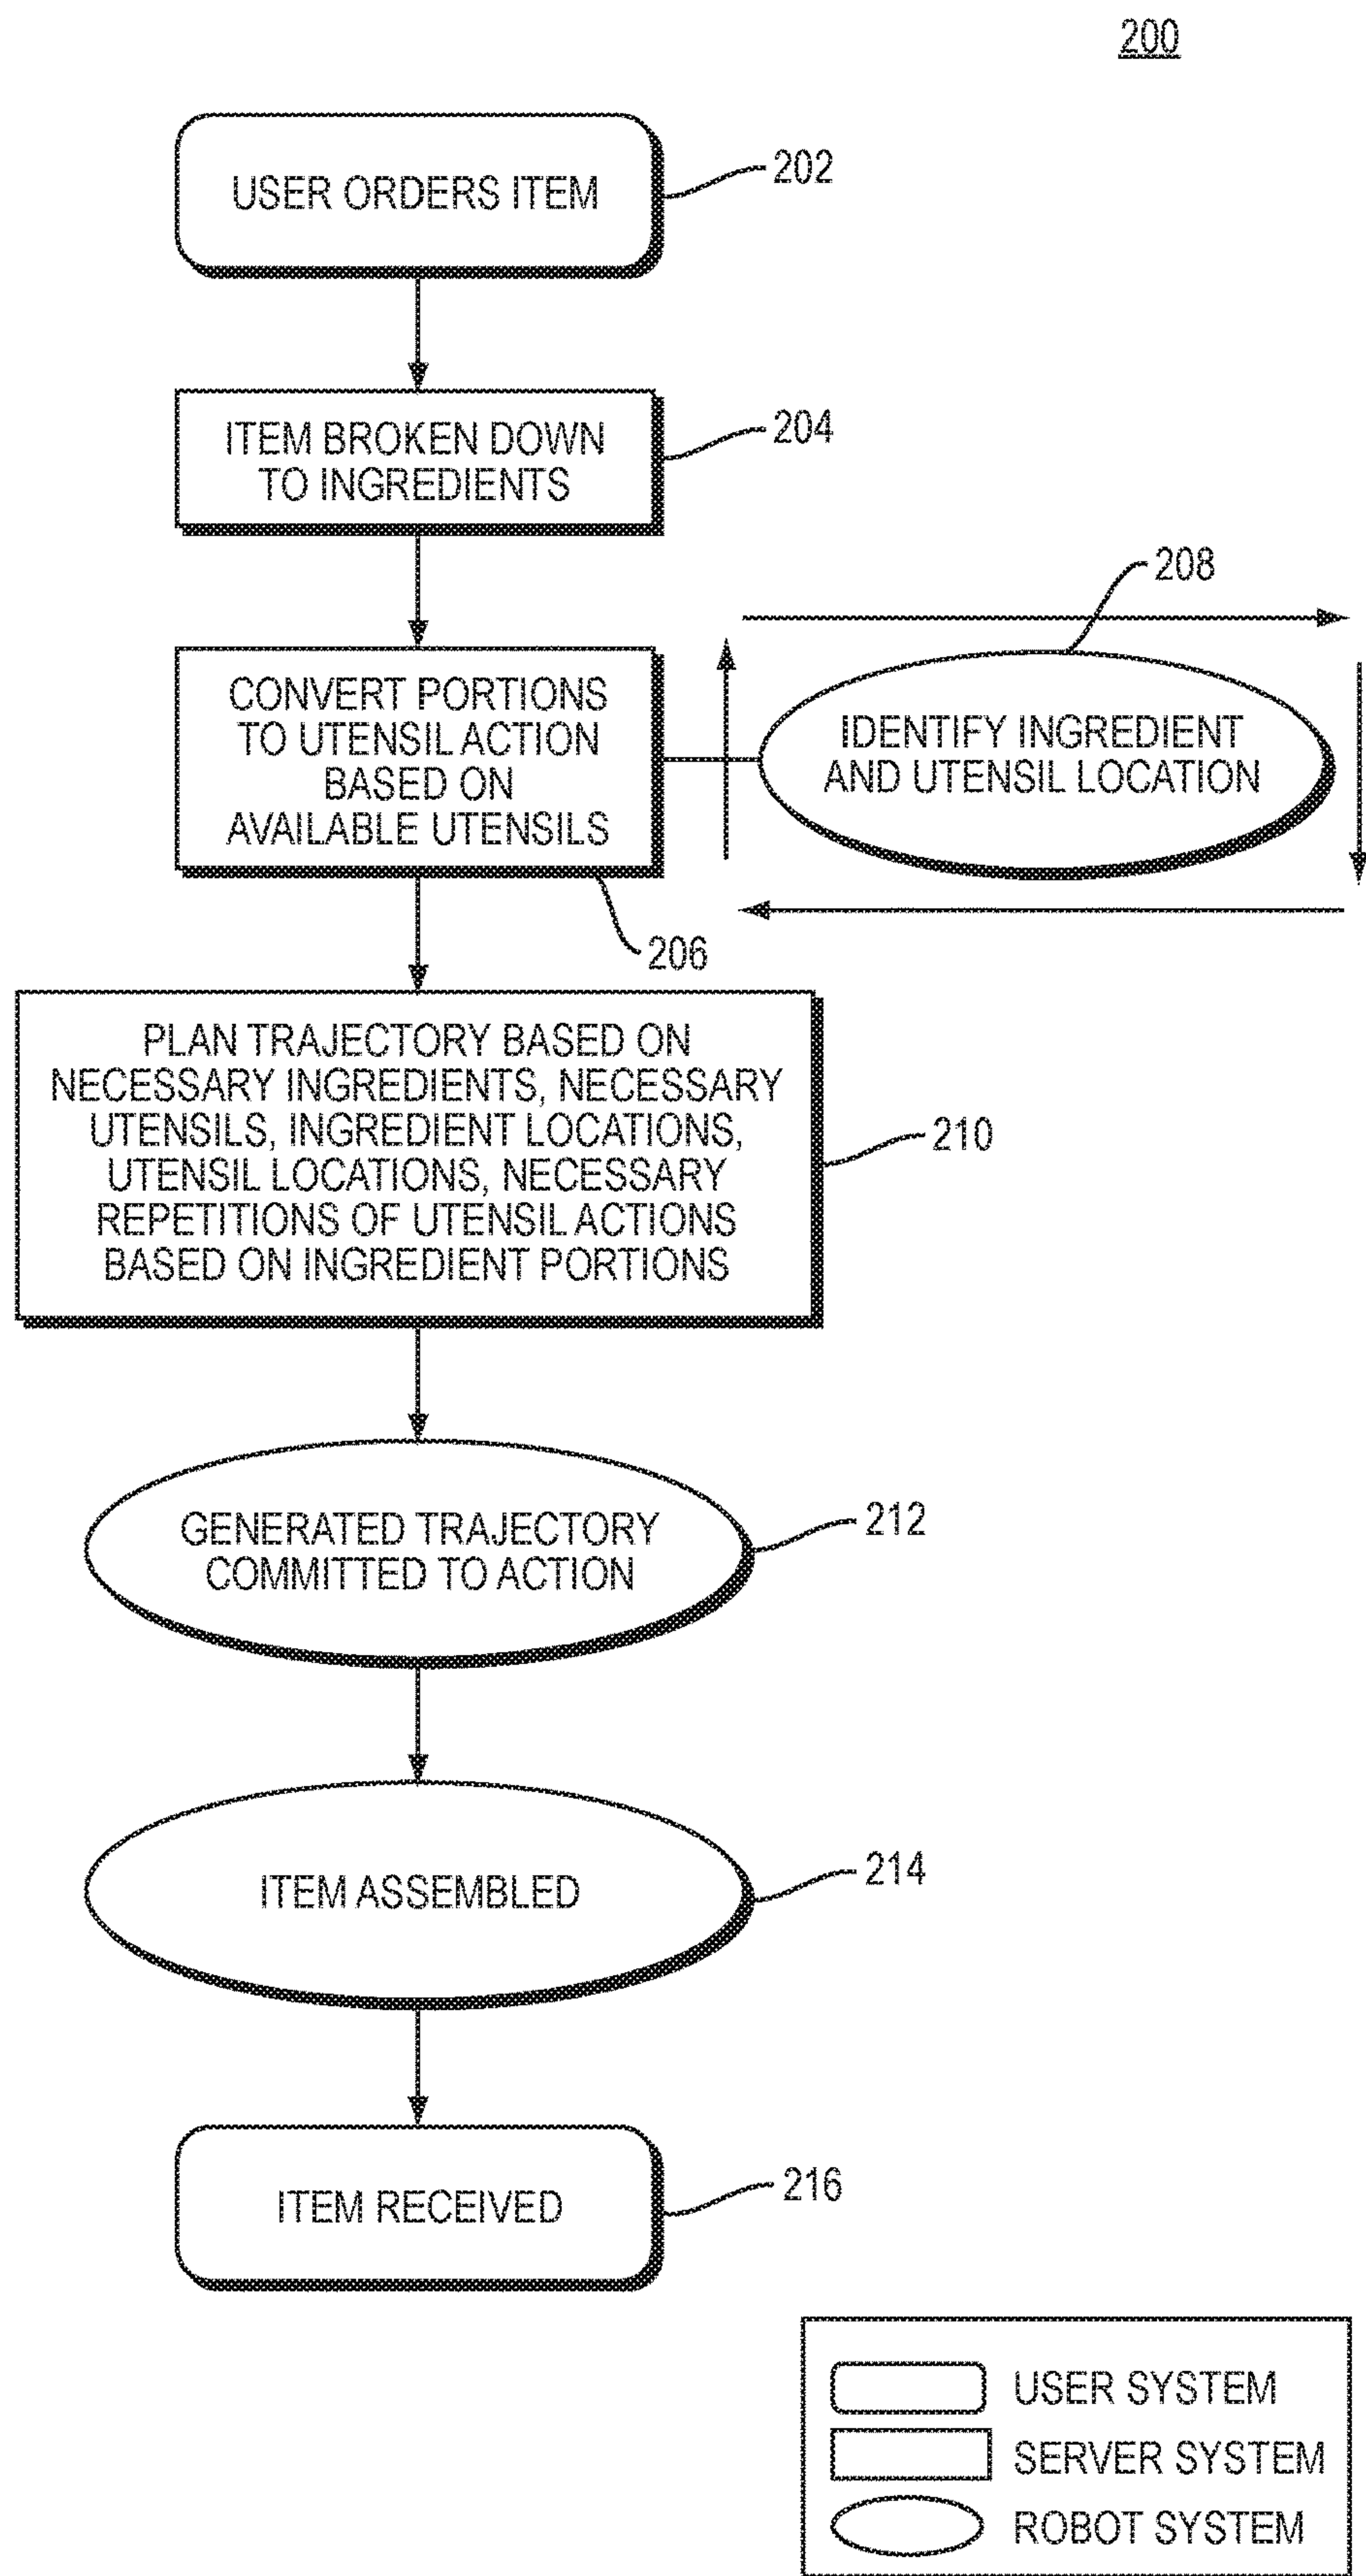 200
USER ORDERS ITEM
202
ITEM BROKEN DOWN
TO INGREDIENTS
204
208
CONVERT PORTIONS
TO UTENSIL ACTION
BASED ON
AVAILABLE UTENSILS
IDENTIFY INGREDIENT
AND UTENSIL LOCATION
206
PLAN TRAJECTORY BASED ON
NECESSARY INGREDIENTS, NECESSARY
UTENSILS, INGREDIENT LOCATIONS,
UTENSIL LOCATIONS, NECESSARY
REPETITIONS OF UTENSIL ACTIONS
BASED ON INGREDIENT PORTIONS
210
GENERATED TRAJECTORY
COMMITTED TO ACTION
212
ITEM ASSEMBLED
214
ITEM RECEIVED
216
USER SYSTEM
SERVER SYSTEM
ROBOT SYSTEM